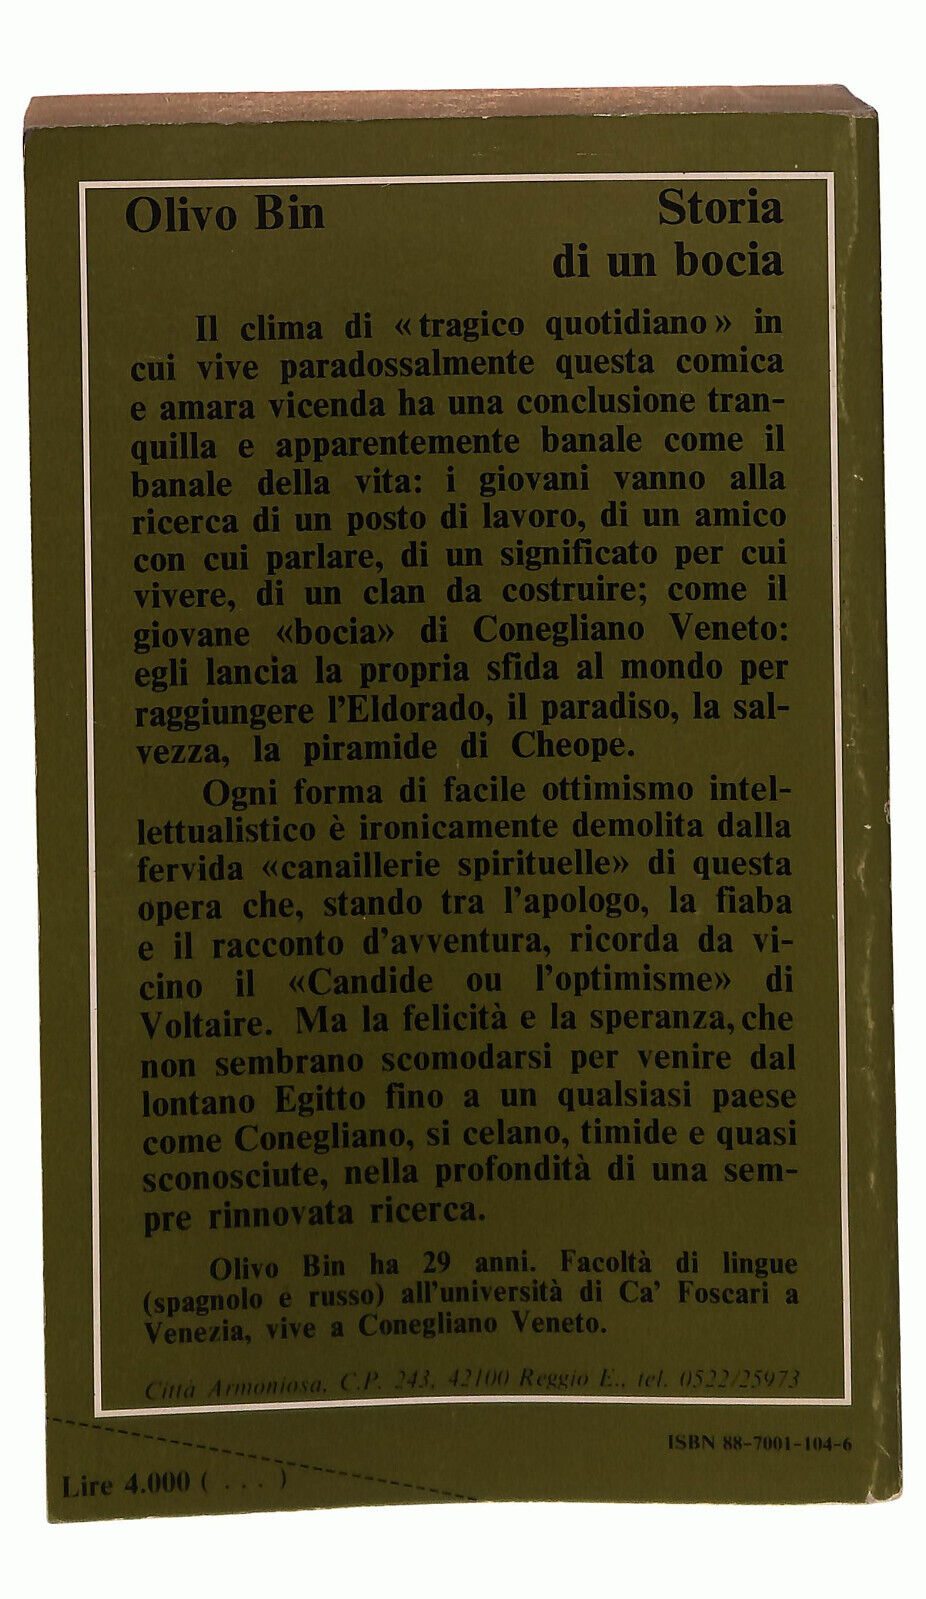 Olivo Bin Storia
di un bocia
Il clima di «tragico quotidiano» in
cui vive paradossalmente questa comica
e amara vicenda ha una conclusione tran-
quilla e apparentemente banale come il
banale della vita: i giovani vanno alla
ricerca di un posto di lavoro, di un amico
con cui parlare, di un significato per cui
vivere, di un clan da costruire; come il
giovane «bocia» di Conegliano Veneto:
egli lancia la propria sfida al mondo per
raggiungere l'Eldorado, il paradiso, la sal-
vezza, la piramide di Cheope.
Ogni forma di facile ottimismo intel-
lettualistico è ironicamente demolita dalla
fervida «canaillerie spirituelle» di questa
opera che, stando tra l'apologo, la fiaba
e il racconto d'avventura, ricorda da vi-
cino il «Candide ou l'optimisme» di
Voltaire. Ma la felicità e la speranza, che
non sembrano scomodarsi per venire dal
lontano Egitto fino a un qualsiasi paese
come Conegliano, si celano, timide e quasi
sconosciute, nella profondità di una sem-
pre rinnovata ricerca.
Olivo Bin ha 29 anni. Facoltà di lingue
(spagnolo e russo) all'università di Ca' Foscari a
Venezia, vive a Conegliano Veneto.
Città Armoniosa, C.P. 243, 42100 Reggio E., tel. 0522/25973
ISBN 88-7001-104-6
Lire 4.000 (...)